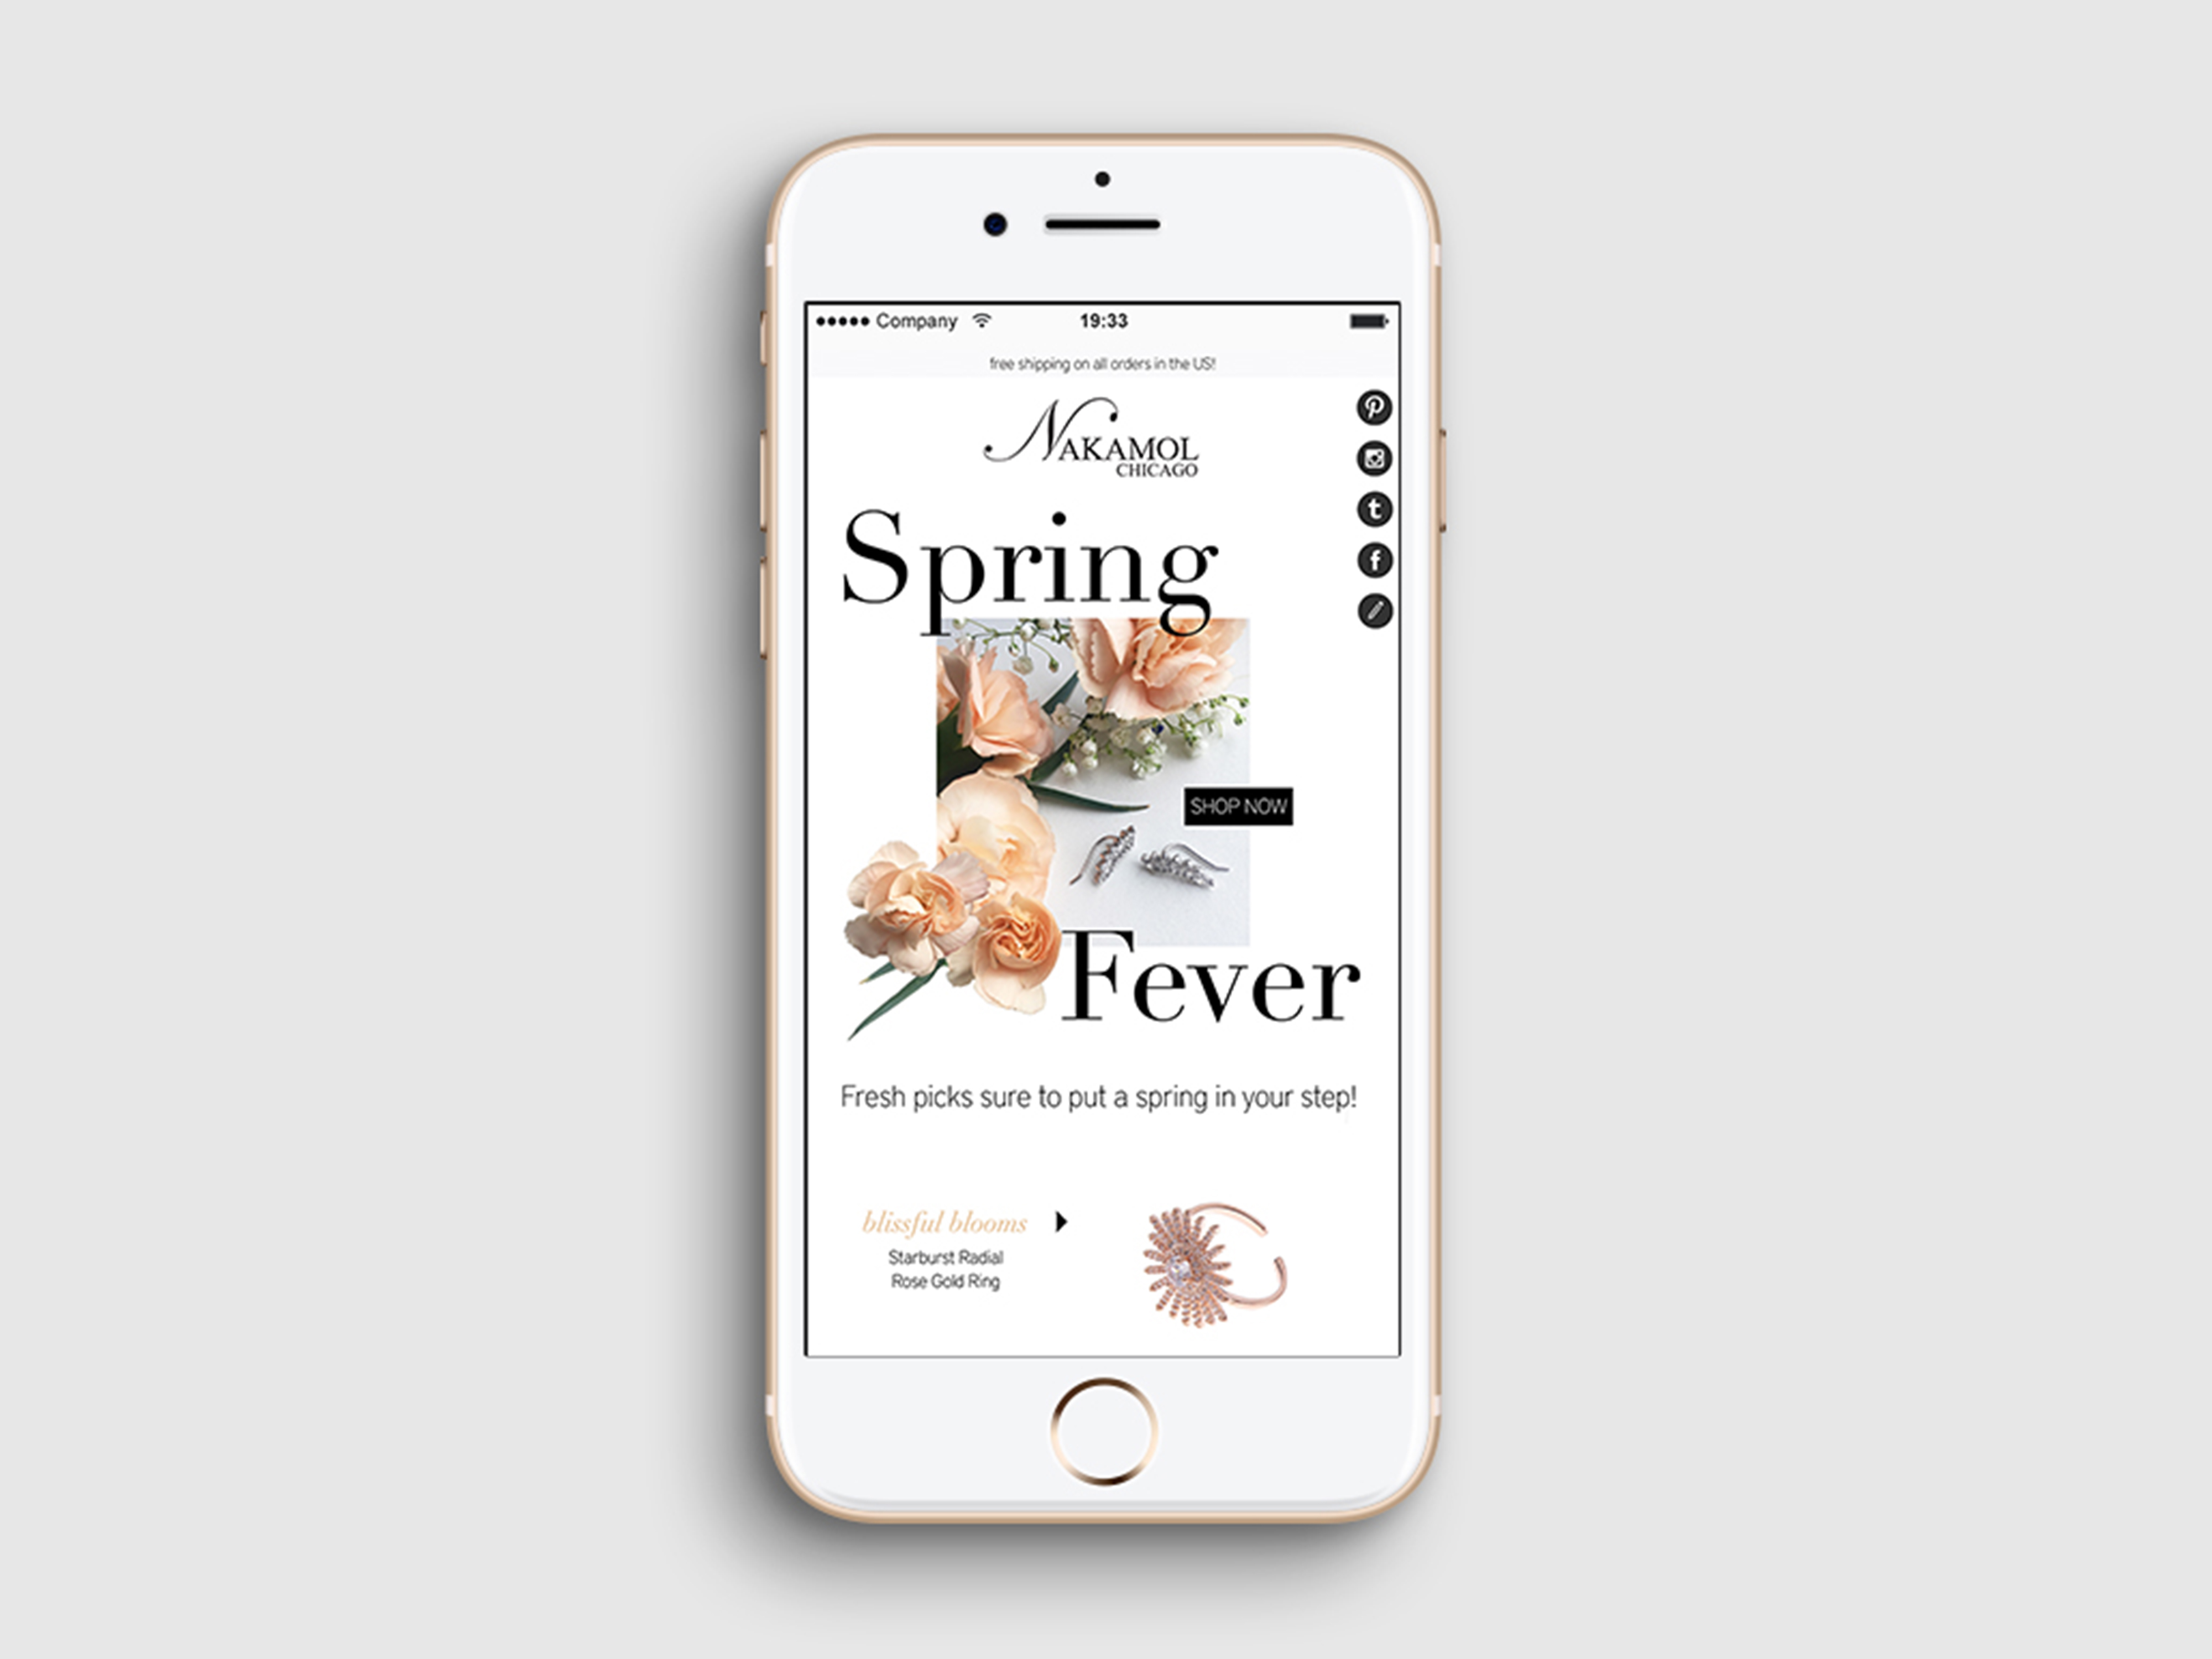 Company 19:33
free shipping on all orders in the US!
NAKAMOL
CHICAGO
Spring
SHOP NOW
Fever
Fresh picks sure to put a spring in your step!
blissful blooms
Starburst Radial
Rose Gold Ring